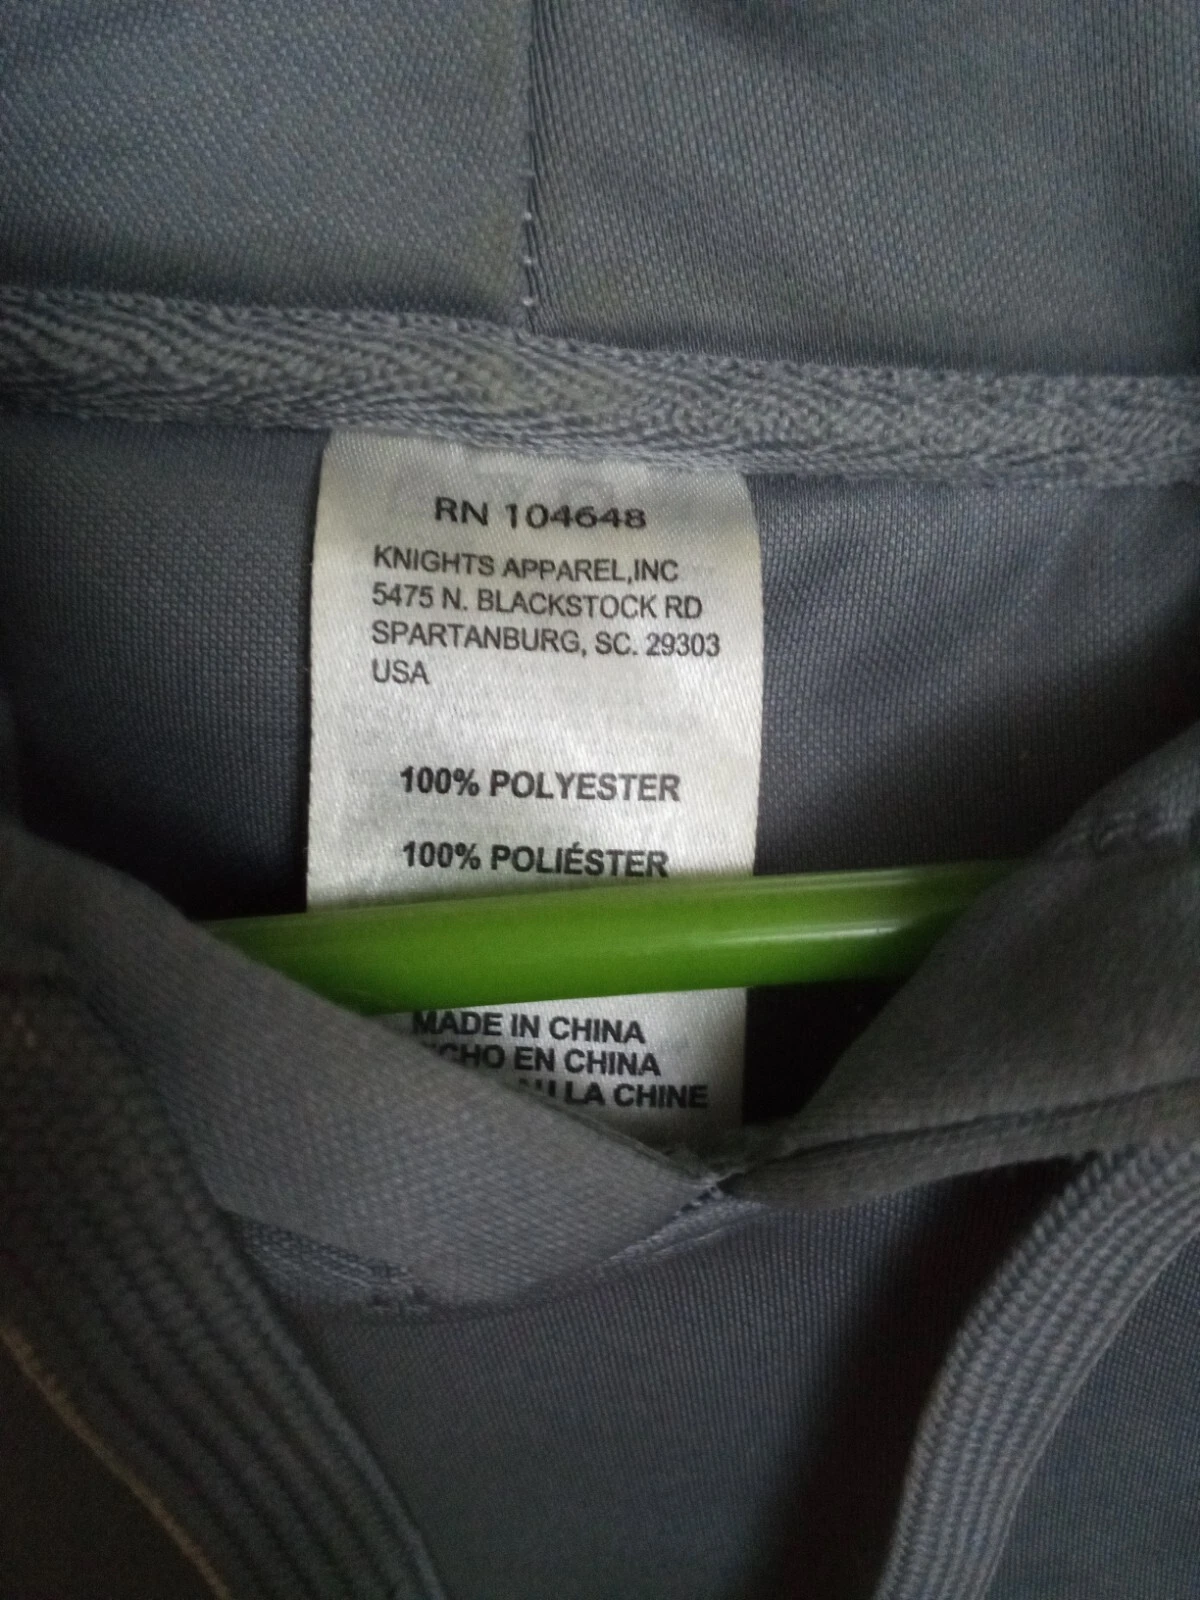 RN 104648
KNIGHTS APPAREL,INC
5475 N. BLACKSTOCK RD
SPARTANBURG, SC. 29303
USA
100% POLYESTER
100% POLIÉSTER
MADE IN CHINA
EN CHINA
LA CHINE